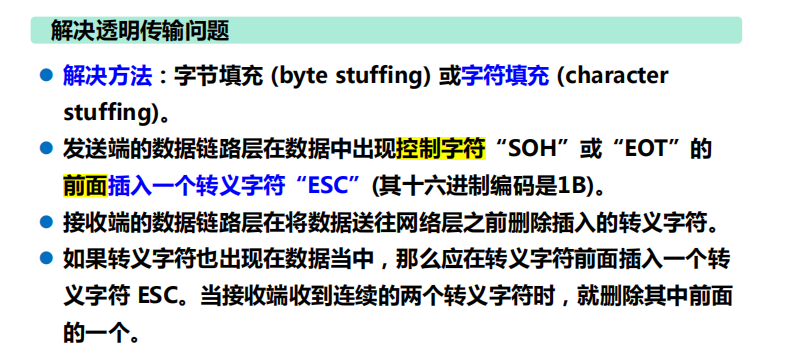 解决透明传输问题
解决方法：字节填充 (byte stuffing) 或字符填充 (character
stuffing)。
发送端的数据链路层在数据中出现控制字符“SOH”或“EOT”的
前面插入一个转义字符“ESC”(其十六进制编码是1B)。
接收端的数据链路层在将数据送往网络层之前删除插入的转义字符。
如果转义字符也出现在数据当中，那么应在转义字符前面插入一个转
义字符 ESC。当接收端收到连续的两个转义字符时，就删除其中前面
的一个。